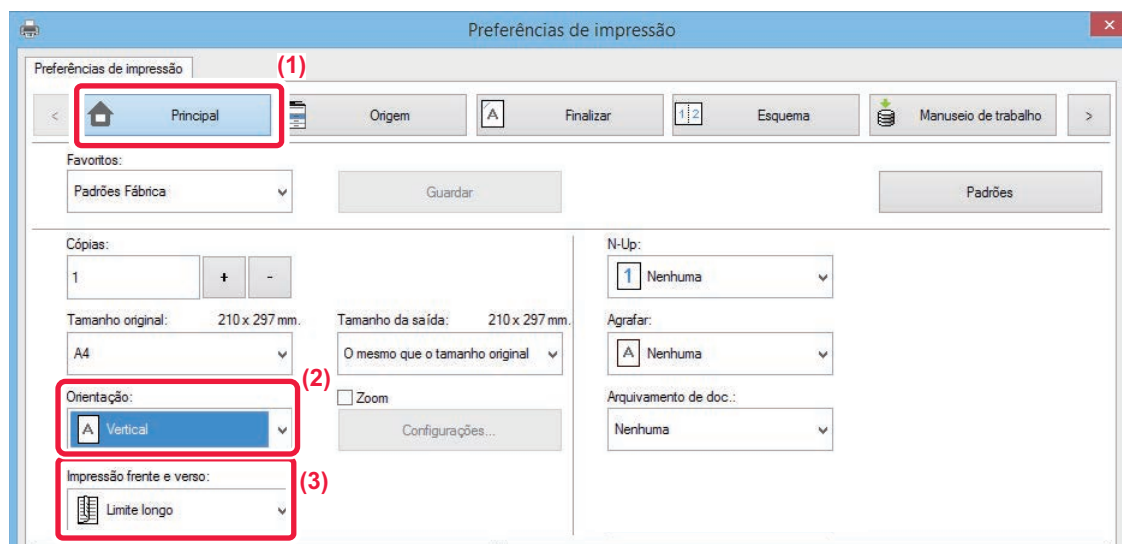 Preferências de impressão
×
Preferências de impressão
(1)
< Principal Origem A Finalizar 1 2 Esquema Manuseio de trabalho >
Favoritos:
Padrões Fábrica Guardar Padrões
Cópias: N-Up:
1 + - 1 Nenhuma
Tamanho original: 210 x 297 mm. Tamanho da saída: 210 x 297 mm. Agrafar:
A4 O mesmo que o tamanho original A Nenhuma
(2)
Orientação: Zoom Arquivamento de doc.:
A Vertical Configurações... Nenhuma
Impressão frente e verso: (3)
Limite longo